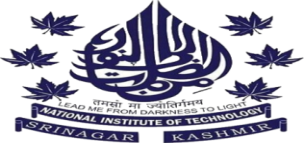 तमसो मा ज्योतिर्गमय
LEAD ME FROM DARKNESS TO LIGHT
NATIONAL INSTITUTE OF TECHNOLOGY
SRINAGAR KASHMIR